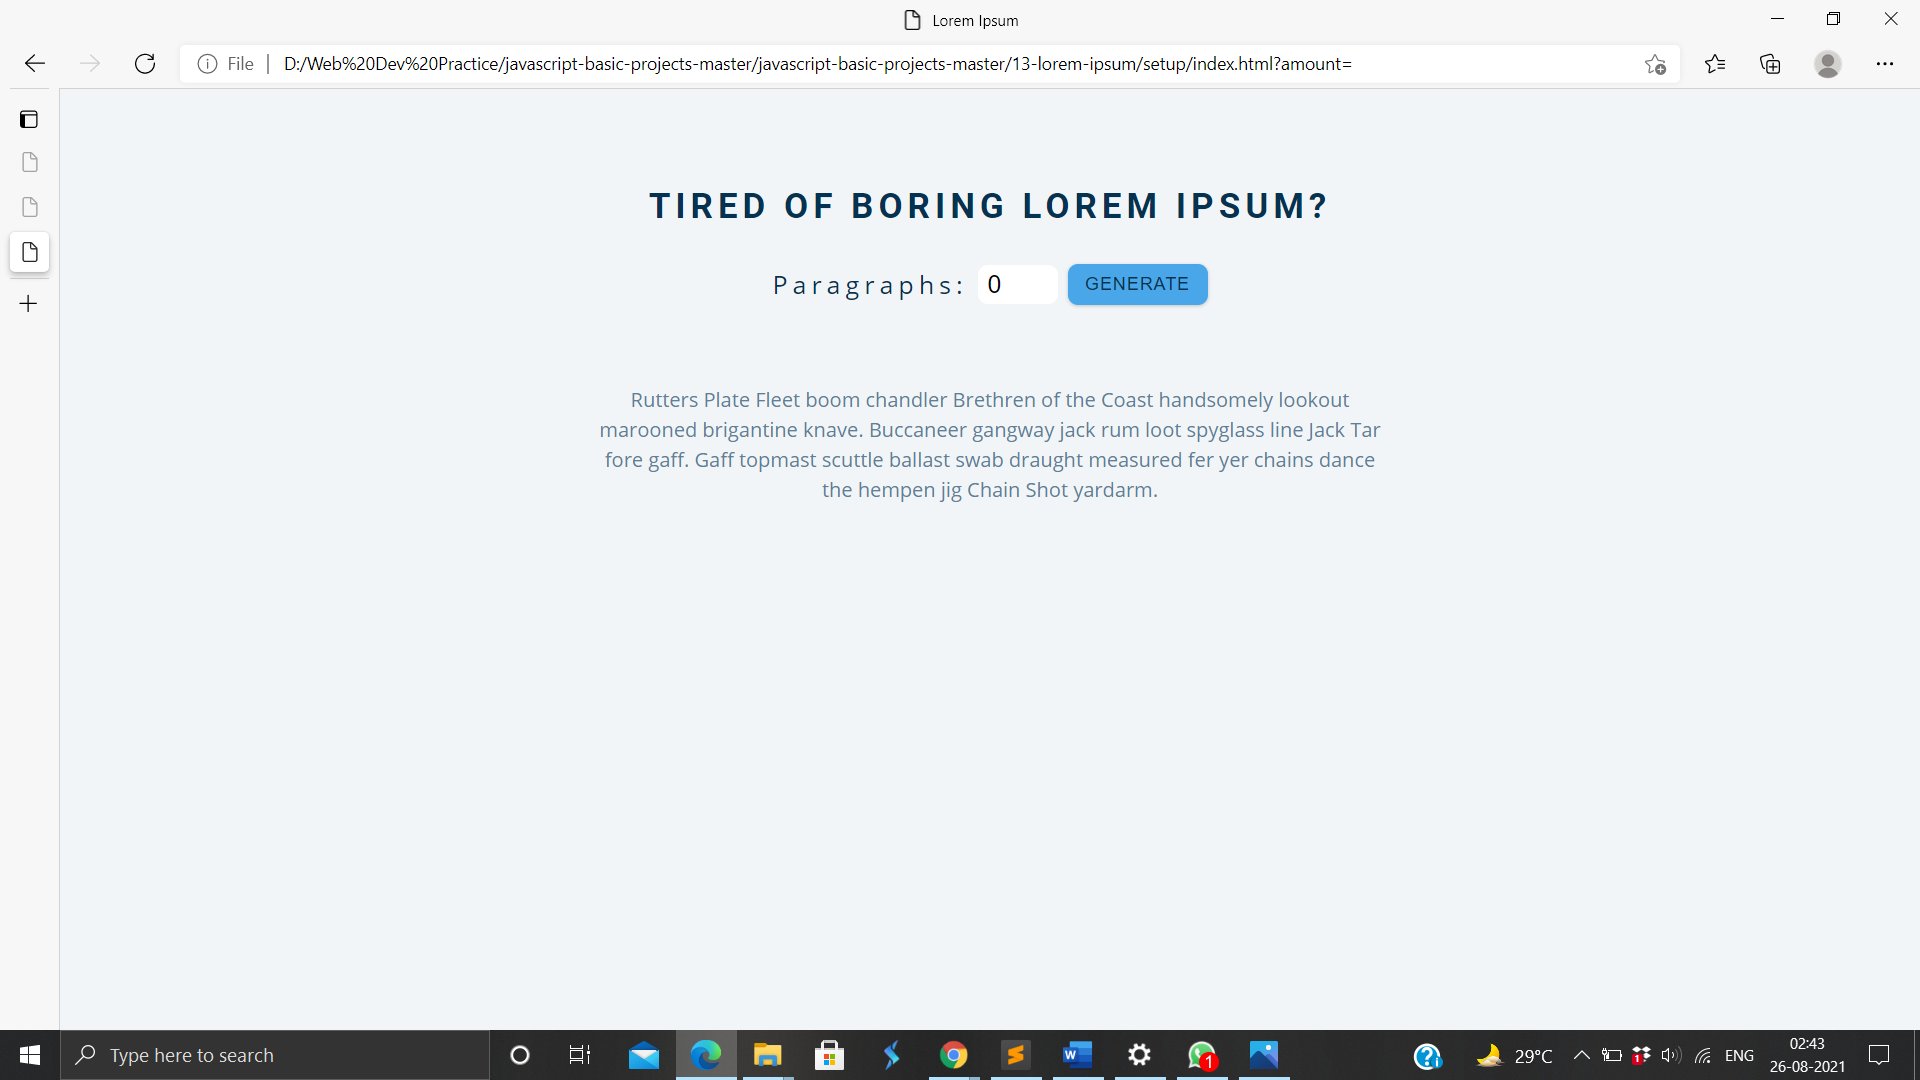 Lorem Ipsum
File
D:/Web%20Dev%20Practice/javascript-basic-projects-master/javascript-basic-projects-master/13-lorem-ipsum/setup/index.html?amount=
TIRED OF BORING LOREM IPSUM?
Paragraphs: 0 GENERATE
Rutters Plate Fleet boom chandler Brethren of the Coast handsomely lookout
marooned brigantine knave. Buccaneer gangway jack rum loot spyglass line Jack Tar
fore gaff. Gaff topmast scuttle ballast swab draught measured fer yer chains dance
the hempen jig Chain Shot yardarm.
Type here to search
W
1
29°C
1
ENG
02:43
26-08-2021